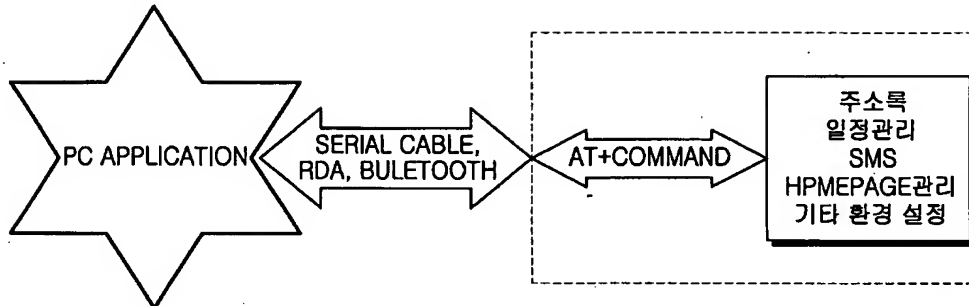 PC APPLICATION
SERIAL CABLE,
RDA, BULETOOTH
AT+COMMAND
주소록
일정관리
SMS
HPMEPAGE관리
기타 환경 설정